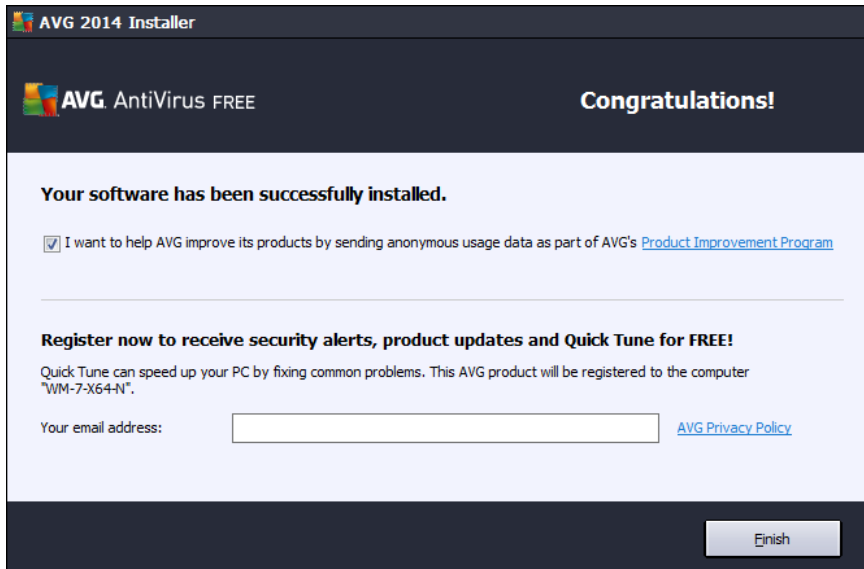 AVG 2014 Installer
AVG. AntiVirus FREE
Congratulations!
Your software has been successfully installed.
I want to help AVG improve its products by sending anonymous usage data as part of AVG's Product Improvement Program
Register now to receive security alerts, product updates and Quick Tune for FREE!
Quick Tune can speed up your PC by fixing common problems. This AVG product will be registered to the computer
"WM-7-X64-N".
Your email address:
AVG Privacy Policy
Finish